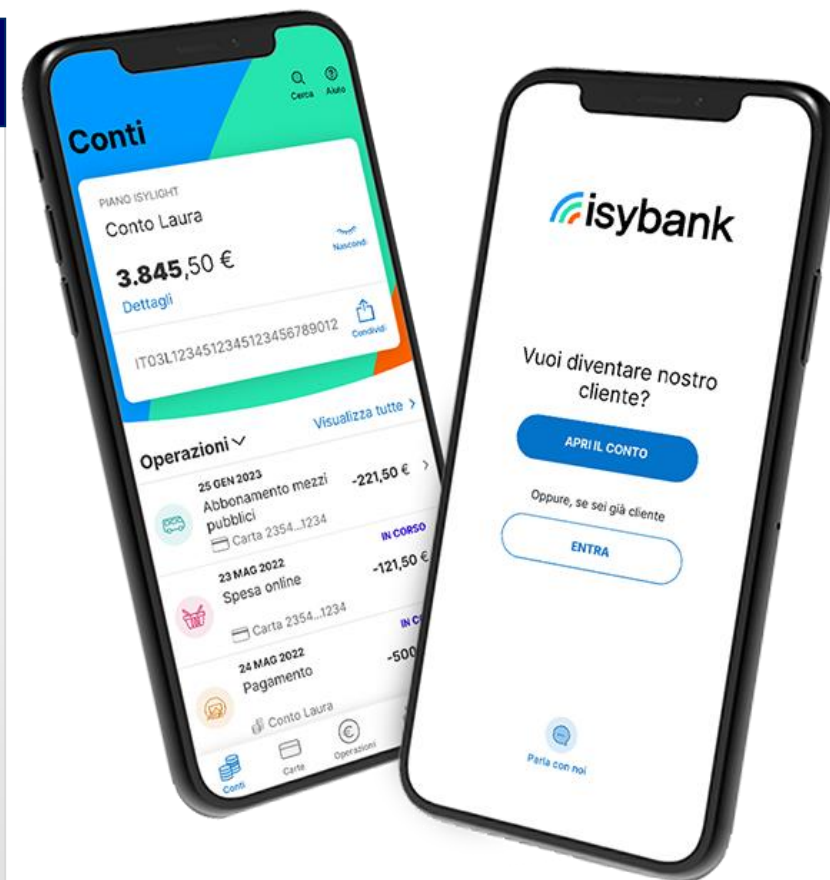 Cerca
Aiuto
Conti
PIANO ISYLIGHT
Conto Laura
3.845,50 €
Nascondi
Dettagli
IT03L1234512345123456789012
Condividi
Operazioni
Visualizza tutte >
25 GEN 2023
Abbonamento mezzi
pubblici
-221,50 € >
Carta 2354...1234
IN CORSO
23 MAG 2022
Spesa online
-121,50 €
Carta 2354...1234
24 MAG 2022
Pagamento
-500
Conto Laura
Conti
Carte
Operazioni
isybank
Vuoi diventare nostro
cliente?
APRI IL CONTO
Oppure, se sei già cliente
ENTRA
Parla con noi